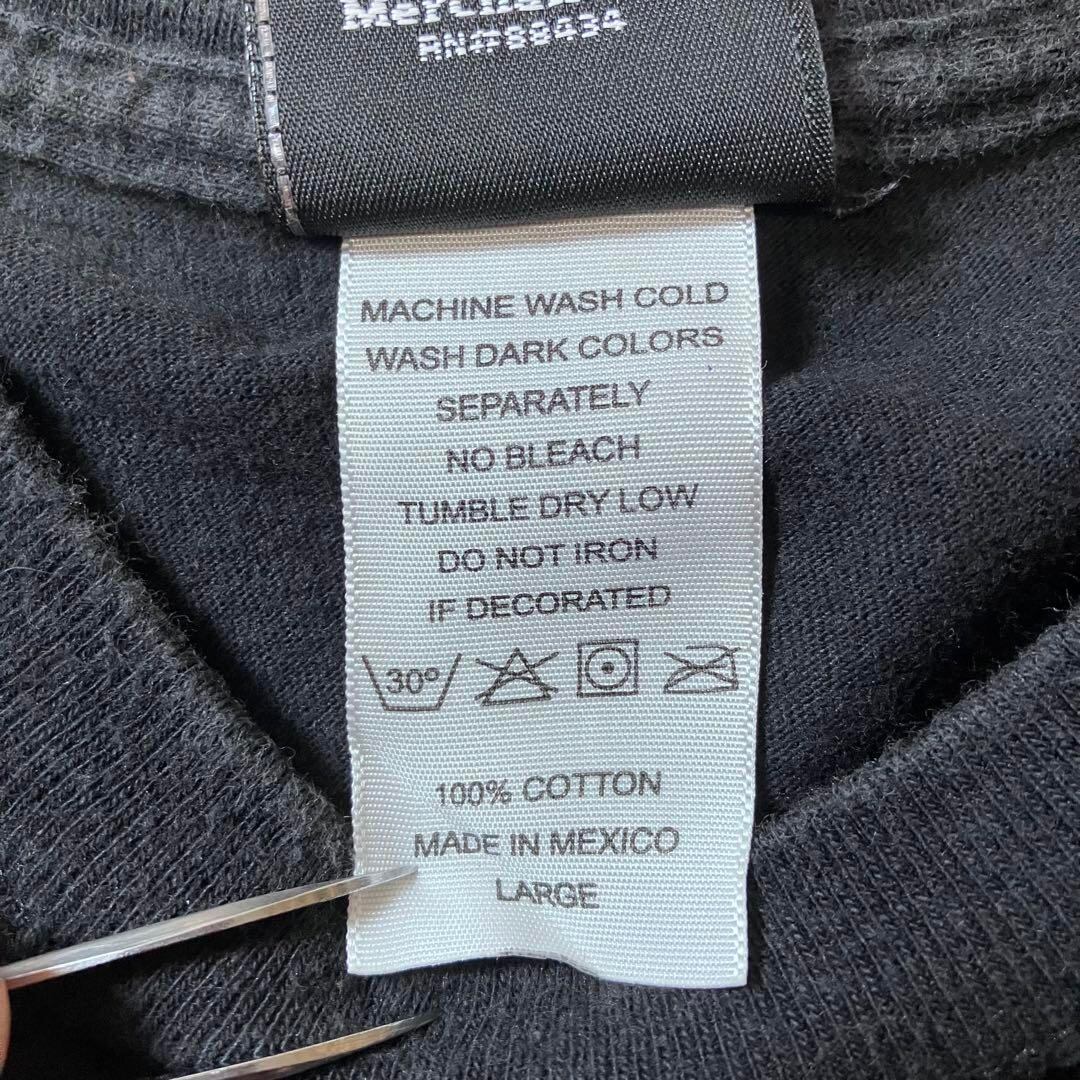 MACHINE WASH COLD
WASH DARK COLORS
SEPARATELY
NO BLEACH
TUMBLE DRY LOW
DO NOT IRON
IF DECORATED
30°
100% COTTON
MADE IN MEXICO
LARGE